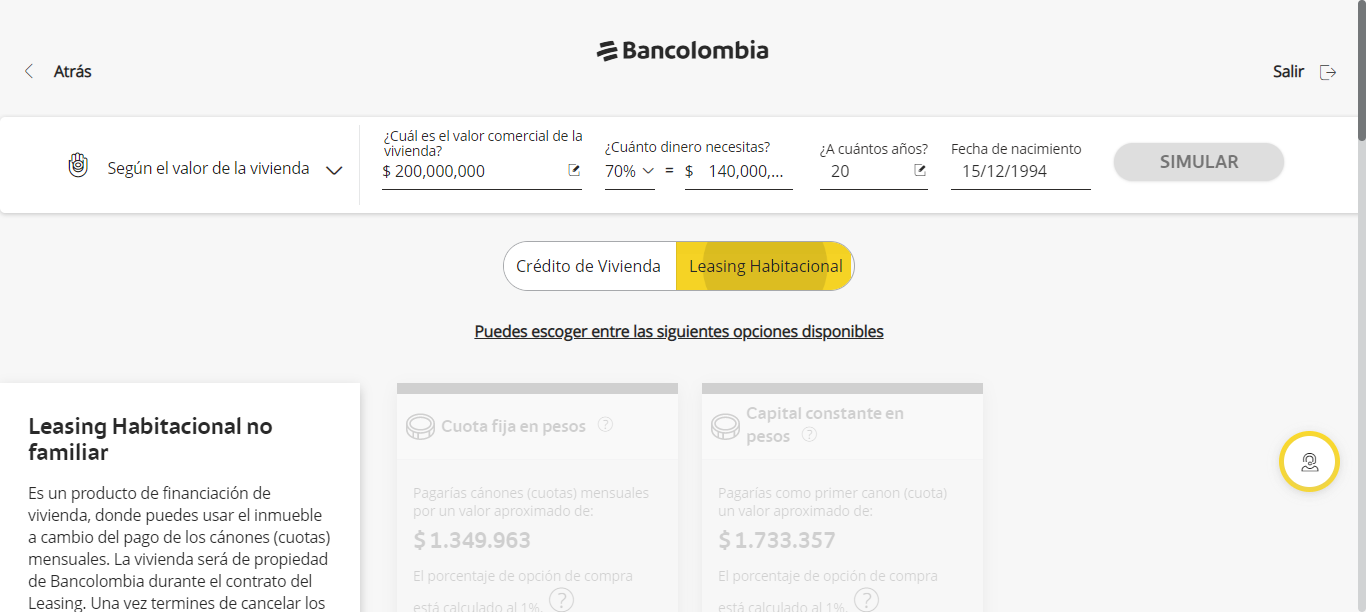 Bancolombia
Atrás
Salir
Según el valor de la vivienda
¿Cuál es el valor comercial de la
vivienda?
$ 200,000,000
¿Cuánto dinero necesitas?
70% = $ 140,000,...
¿A cuántos años?
20
Fecha de nacimiento
15/12/1994
SIMULAR
Crédito de Vivienda
Leasing Habitacional
Puedes escoger entre las siguientes opciones disponibles
Leasing Habitacional no
familiar
Es un producto de financiación de
vivienda, donde puedes usar el inmueble
a cambio del pago de los cánones (cuotas)
mensuales. La vivienda será de propiedad
de Bancolombia durante el contrato del
Leasing. Una vez termines de cancelar los
Cuota fija en pesos ?
Pagarías cánones (cuotas) mensuales
por un valor aproximado de:
$ 1.349.963
El porcentaje de opción de compra
está calculado al 1%. ?
Capital constante en
pesos ?
Pagarías como primer canon (cuota)
un valor aproximado de:
$ 1.733.357
El porcentaje de opción de compra
está calculado al 1%. ?